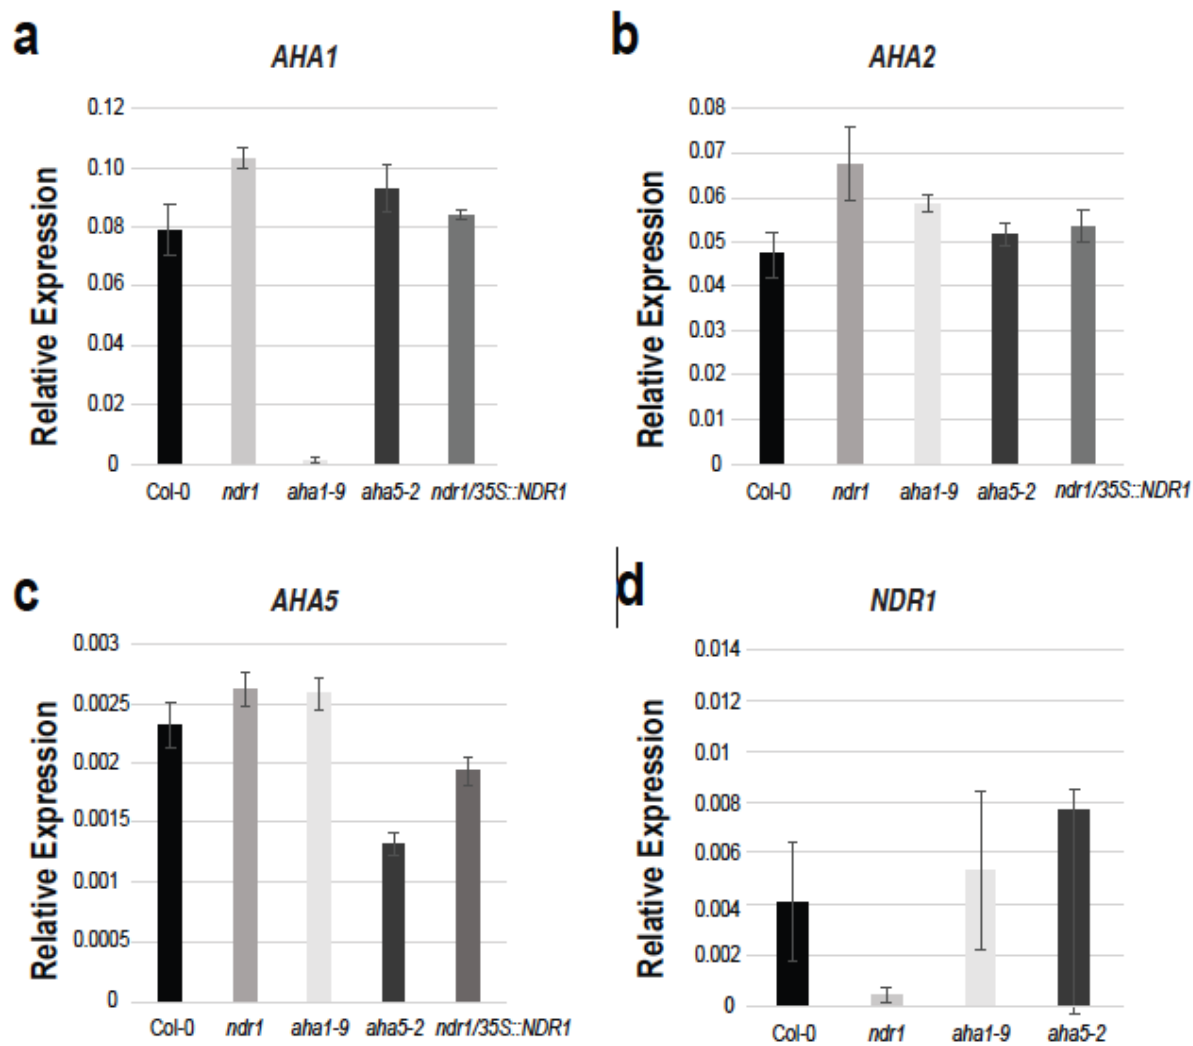 a
AHA1
Relative Expression
0.12
0.10
0.08
0.06
0.04
0.02
0
Col-0 ndr1 aha1-9 aha5-2 ndr1/35S::NDR1
b
AHA2
Relative Expression
0.08
0.07
0.06
0.05
0.04
0.03
0.02
0.01
0
Col-0 ndr1 aha1-9 aha5-2 ndr1/35S::NDR1
c
AHA5
Relative Expression
0.003
0.0025
0.002
0.0015
0.001
0.0005
0
Col-0 ndr1 aha1-9 aha5-2 ndr1/35S::NDR1
d
NDR1
Relative Expression
0.014
0.012
0.01
0.008
0.006
0.004
0.002
0
Col-0 ndr1 aha1-9 aha5-2